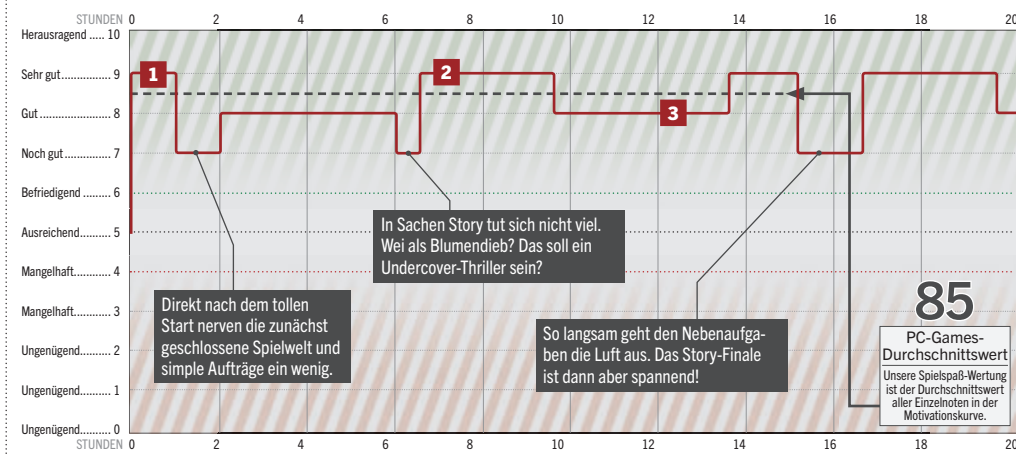 STUNDEN 0 2 4 6 8 10 12 14 16 18 20
Herausragend ..... 10
Sehr gut ............... 9
Gut ........................ 8
Noch gut ............... 7
Befriedigend ......... 6
Ausreichend .......... 5
Mangelhaft............ 4
Mangelhaft............ 3
Ungenügend .......... 2
Ungenügend .......... 1
Ungenügend .......... 0
STUNDEN 0 2 4 6 8 10 12 14 16 18 20
1
2
3
Direkt nach dem tollen
Start nerven die zunächst
geschlossene Spielwelt und
simple Aufträge ein wenig.
In Sachen Story tut sich nicht viel.
Wei als Blumendieb? Das soll ein
Undercover-Thriller sein?
So langsam geht den Nebenaufga-
ben die Luft aus. Das Story-Finale
ist dann aber spannend!
85
PC-Games-
Durchschnittswert
Unsere Spielspaß-Wertung
ist der Durchschnittswert
aller Einzelnoten in der
Motivationskurve.